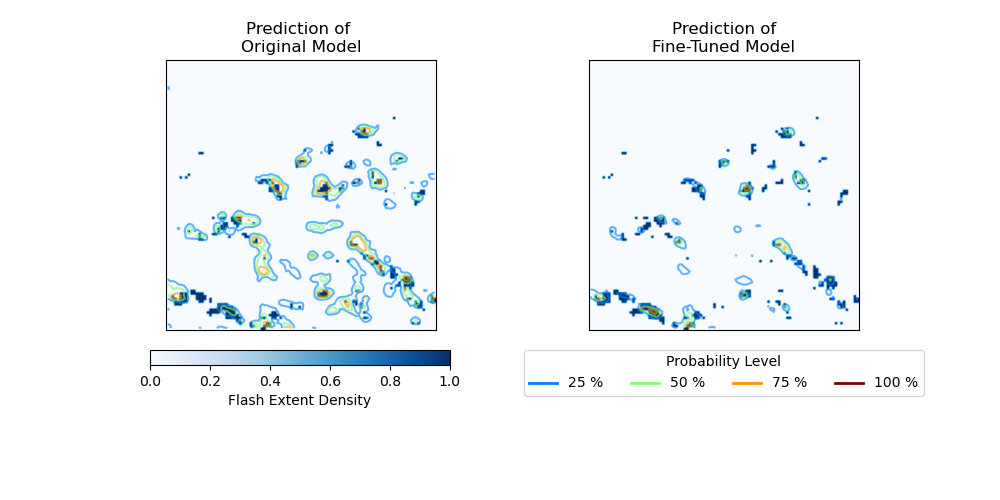 Prediction of
Original Model
Prediction of
Fine-Tuned Model
0.0 0.2 0.4 0.6 0.8 1.0
Flash Extent Density
Probability Level
25 % 50 % 75 % 100 %